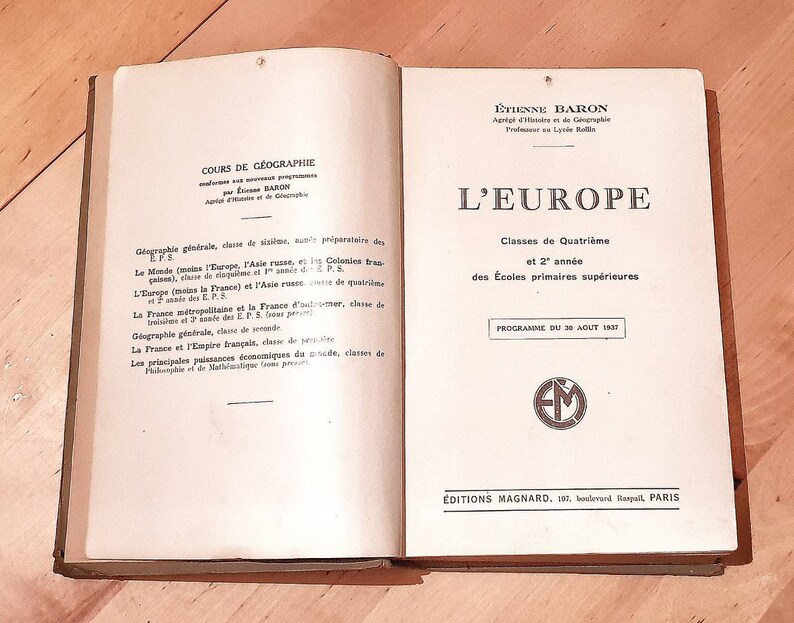 COURS DE GÉOGRAPHIE
conformes aux nouveaux programmes
par Étienne BARON
Agrégé d'Histoire et de Géographie
Géographie générale, classe de sixième, année préparatoire des
E. P. S.
Le Monde (moins l'Europe, l'Asie russe, et les Colonies fran-
çaises), classe de cinquième et 1re année des E. P. S.
L'Europe (moins la France) et l'Asie russe, classe de quatrième
et 2e année des E. P. S.
La France métropolitaine et la France d'outre-mer, classe de
troisième et 3e année des E. P. S. (sous presse).
Géographie générale, classe de seconde.
La France et l'Empire français, classe de première
Les principales puissances économiques du monde, classes de
Philosophie et de Mathématique (sous presse).
ÉTIENNE BARON
Agrégé d'Histoire et de Géographie
Professeur au Lycée Rollin
L'EUROPE
Classes de Quatrième
et 2e année
des Écoles primaires supérieures
PROGRAMME DU 30 AOUT 1937
EM
ÉDITIONS MAGNARD, 107, boulevard Raspail, PARIS